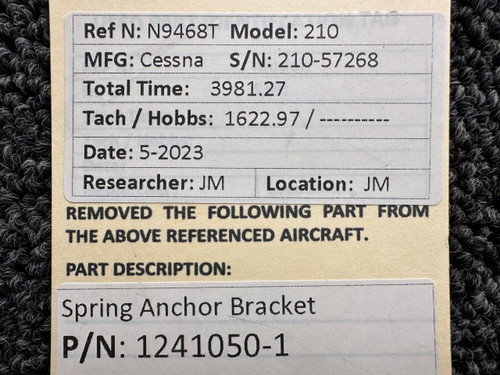 Ref N: N9468T Model: 210
MFG: Cessna S/N: 210-57268
Total Time: 3981.27
Tach / Hobbs: 1622.97 / ----------
Date: 5-2023
Researcher: JM Location: JM
REMOVED THE FOLLOWING PART FROM
THE ABOVE REFERENCED AIRCRAFT.
PART DESCRIPTION:
Spring Anchor Bracket
P/N: 1241050-1